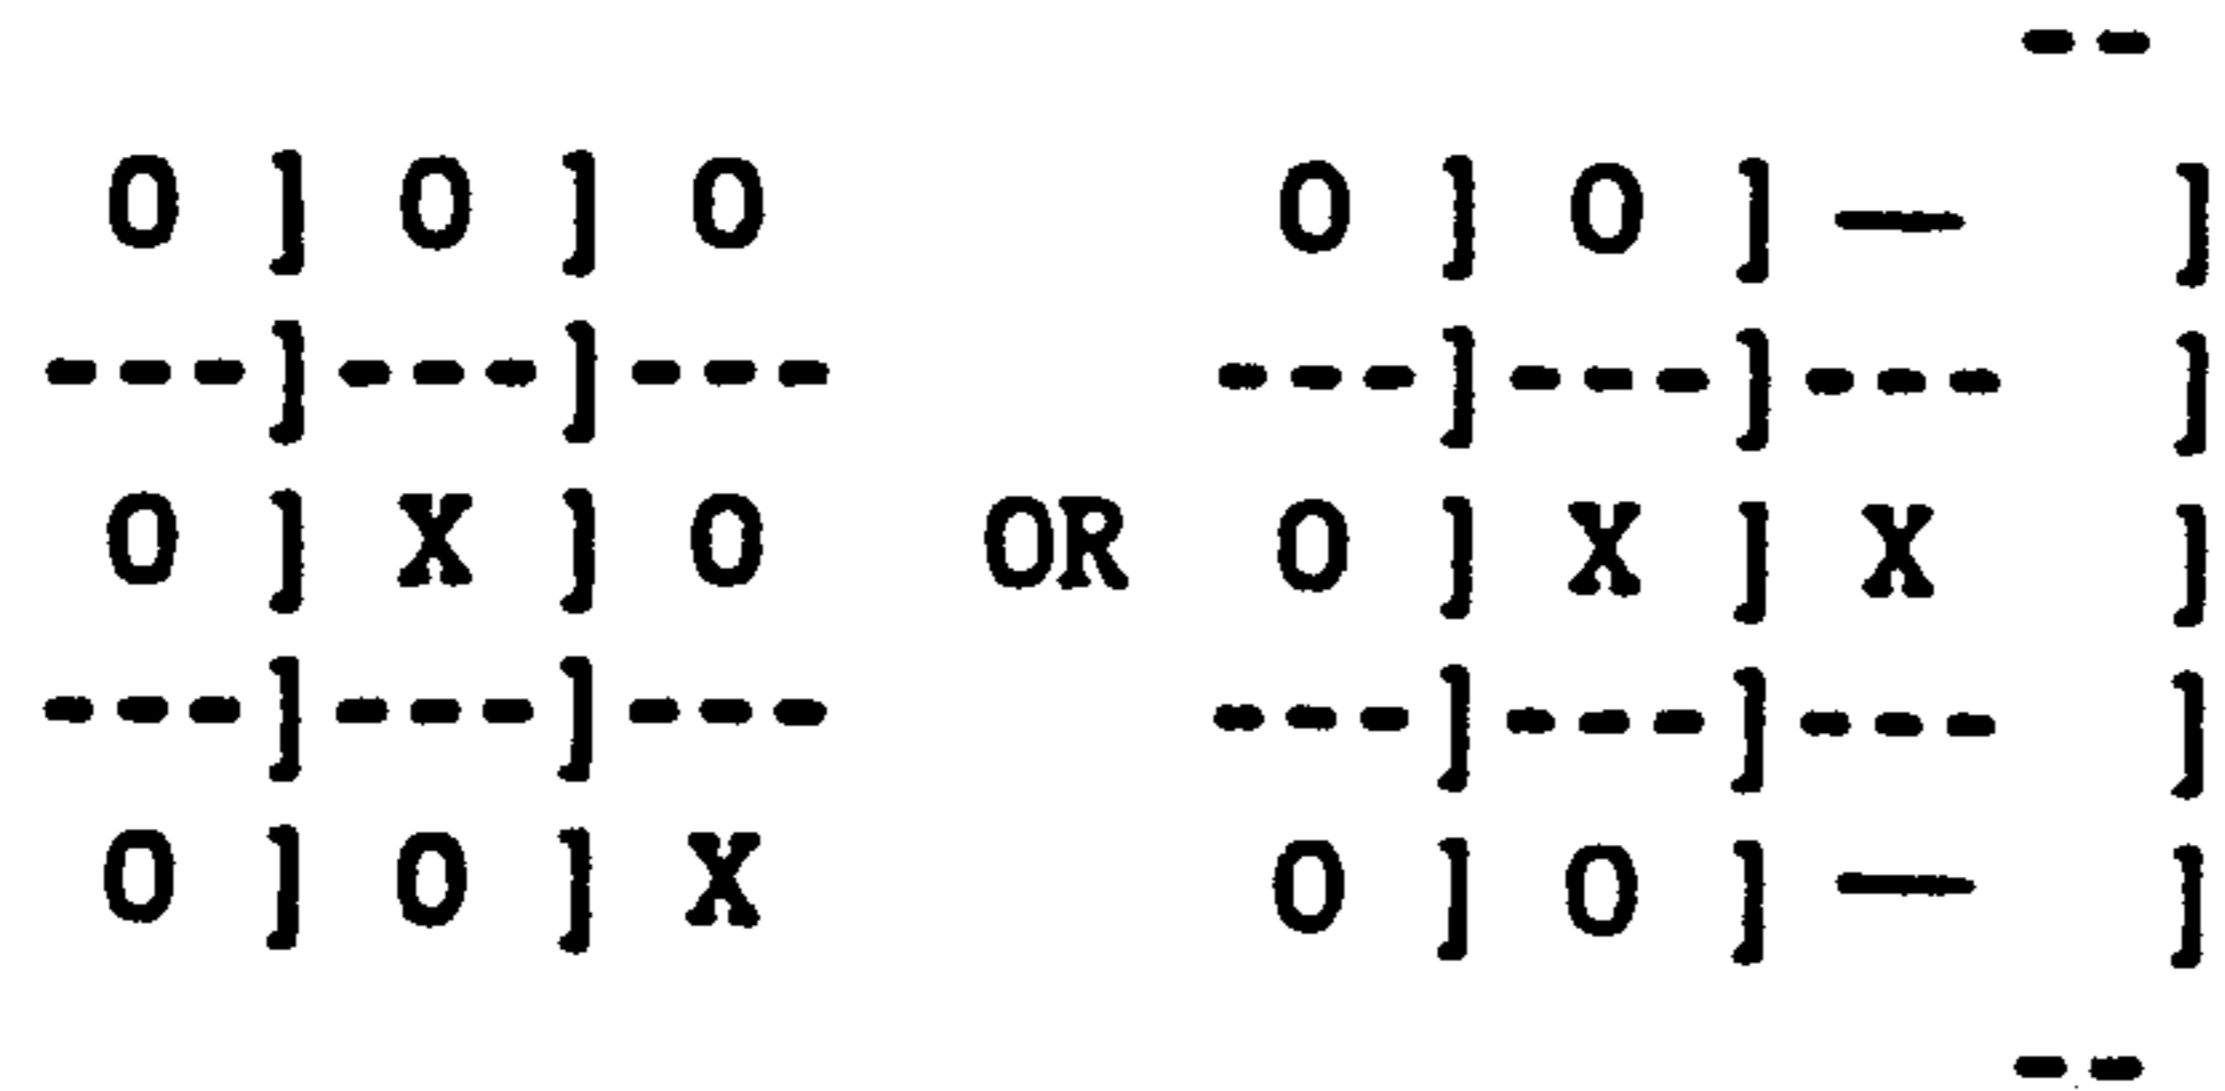 --
O ] O ] O O ] O ] — ]
---]---]--- ---]---]--- ]
O ] X ] O OR O ] X ] X ]
---]---]--- ---]---]--- ]
O ] O ] X O ] O ] — ]
--